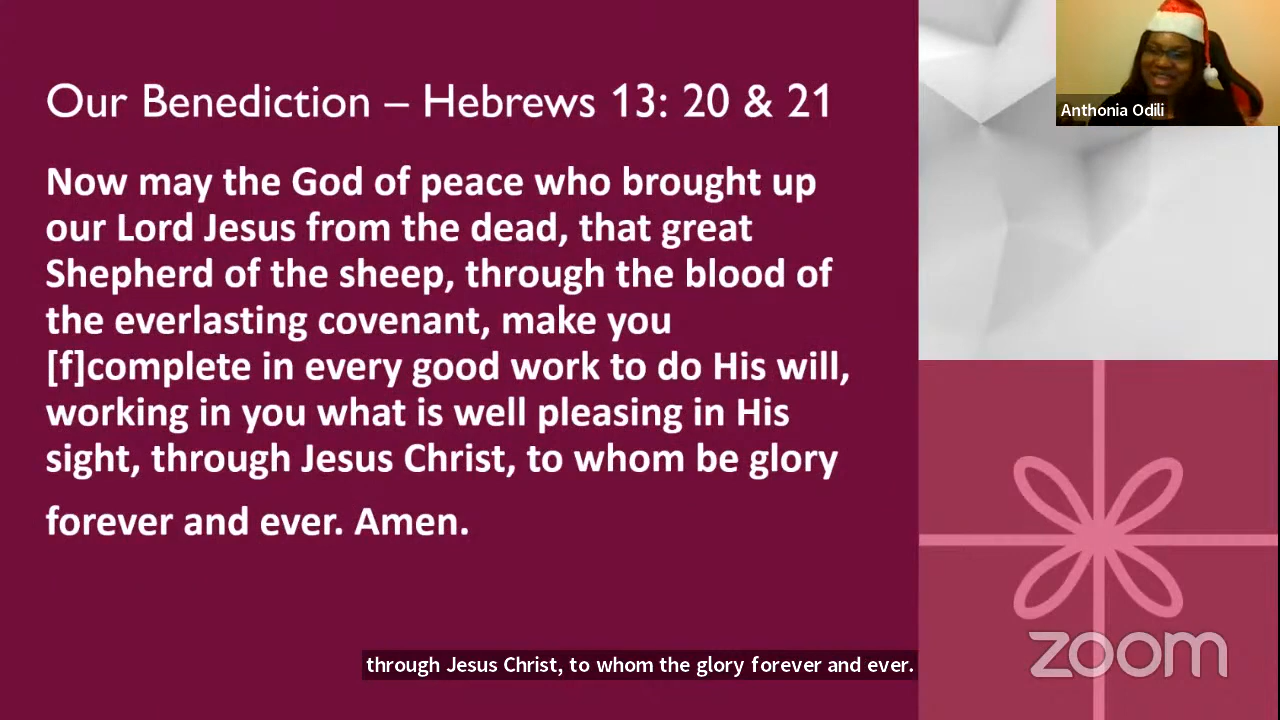 Our Benediction – Hebrews 13: 20 & 21
Now may the God of peace who brought up
our Lord Jesus from the dead, that great
Shepherd of the sheep, through the blood of
the everlasting covenant, make you
[f]complete in every good work to do His will,
working in you what is well pleasing in His
sight, through Jesus Christ, to whom be glory
forever and ever. Amen.
Anthonia Odili
zoom
through Jesus Christ, to whom the glory forever and ever.